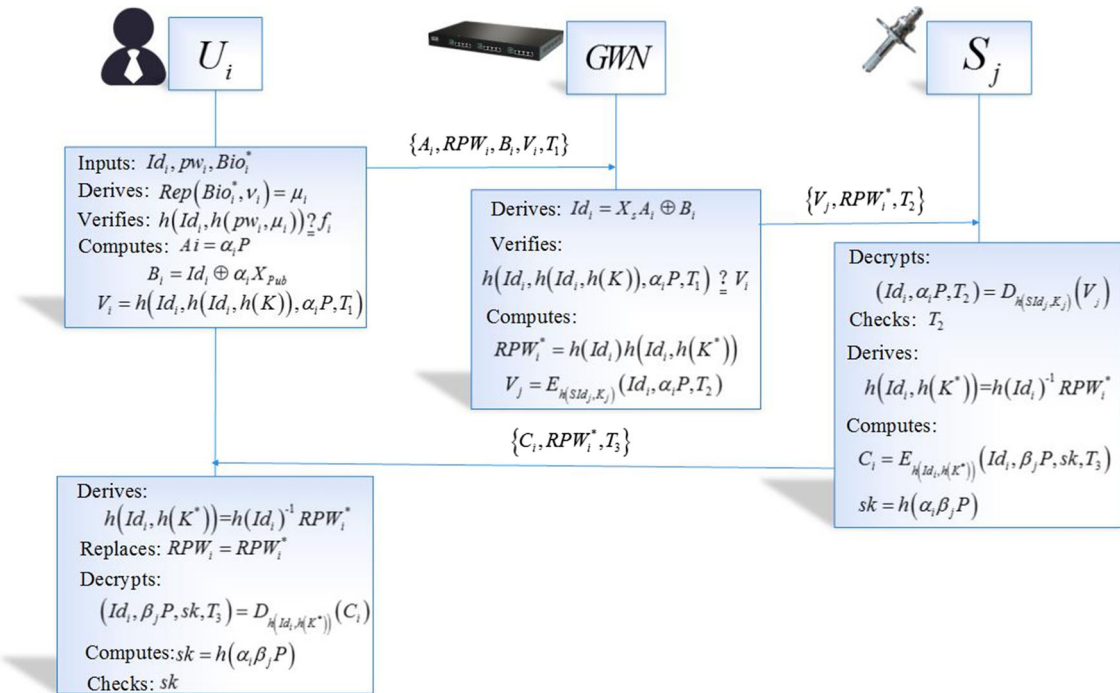 U_i
GWN
S_j
{A_i, RPW_i, B_i, V_i, T_1}
Inputs: Id_i, pw_i, Bio_i^*
Derives: Rep(Bio_i^*, ν_i) = μ_i
Verifies: h(Id_i, h(pw_i, μ_i)) ?= f_i
Computes: Ai = α_i P
B_i = Id_i ⊕ α_i X_Pub
V_i = h(Id_i, h(Id_i, h(K)), α_i P, T_1)
Derives: Id_i = X_s A_i ⊕ B_i
Verifies:
h(Id_i, h(Id_i, h(K)), α_i P, T_1) ?= V_i
Computes:
RPW_i^* = h(Id_i)h(Id_i, h(K^*))
V_j = E_h(SId_j, K_j)(Id_i, α_i P, T_2)
{V_j, RPW_i^*, T_2}
Decrypts:
(Id_i, α_i P, T_2) = D_h(SId_j, K_j)(V_j)
Checks: T_2
Derives:
h(Id_i, h(K^*))=h(Id_i)^-1 RPW_i^*
Computes:
C_i = E_h(Id_i, h(K^*))(Id_i, β_j P, sk, T_3)
sk = h(α_i β_j P)
{C_i, RPW_i^*, T_3}
Derives:
h(Id_i, h(K^*))=h(Id_i)^-1 RPW_i^*
Replaces: RPW_i = RPW_i^*
Decrypts:
(Id_i, β_j P, sk, T_3) = D_h(Id_i, h(K^*))(C_i)
Computes:sk = h(α_i β_j P)
Checks: sk